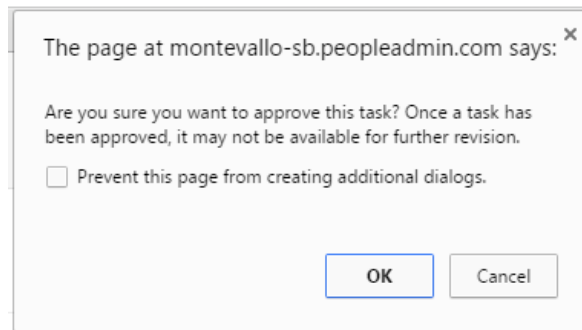 The page at montevallo-sb.peopleadmin.com says:
Are you sure you want to approve this task? Once a task has
been approved, it may not be available for further revision.
Prevent this page from creating additional dialogs.
OK Cancel